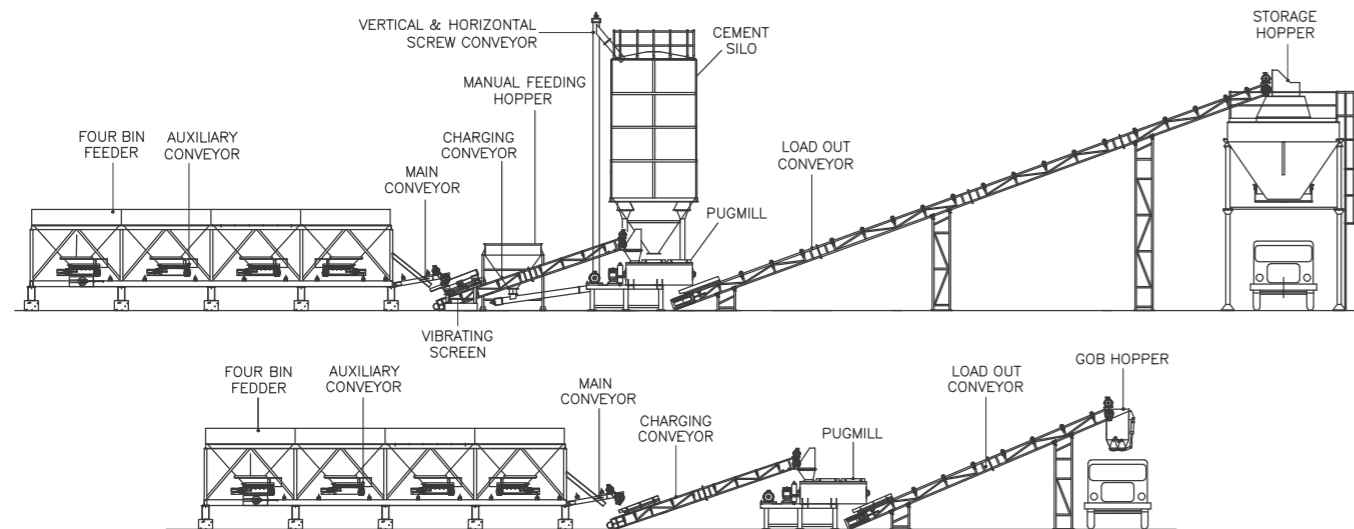 VERTICAL & HORIZONTAL
SCREW CONVEYOR
CEMENT
SILO
STORAGE
HOPPER
MANUAL FEEDING
HOPPER
FOUR BIN
FEEDER
AUXILIARY
CONVEYOR
CHARGING
CONVEYOR
MAIN
CONVEYOR
LOAD OUT
CONVEYOR
PUGMILL
VIBRATING
SCREEN
FOUR BIN
FEDDER
AUXILIARY
CONVEYOR
MAIN
CONVEYOR
CHARGING
CONVEYOR
PUGMILL
LOAD OUT
CONVEYOR
GOB HOPPER